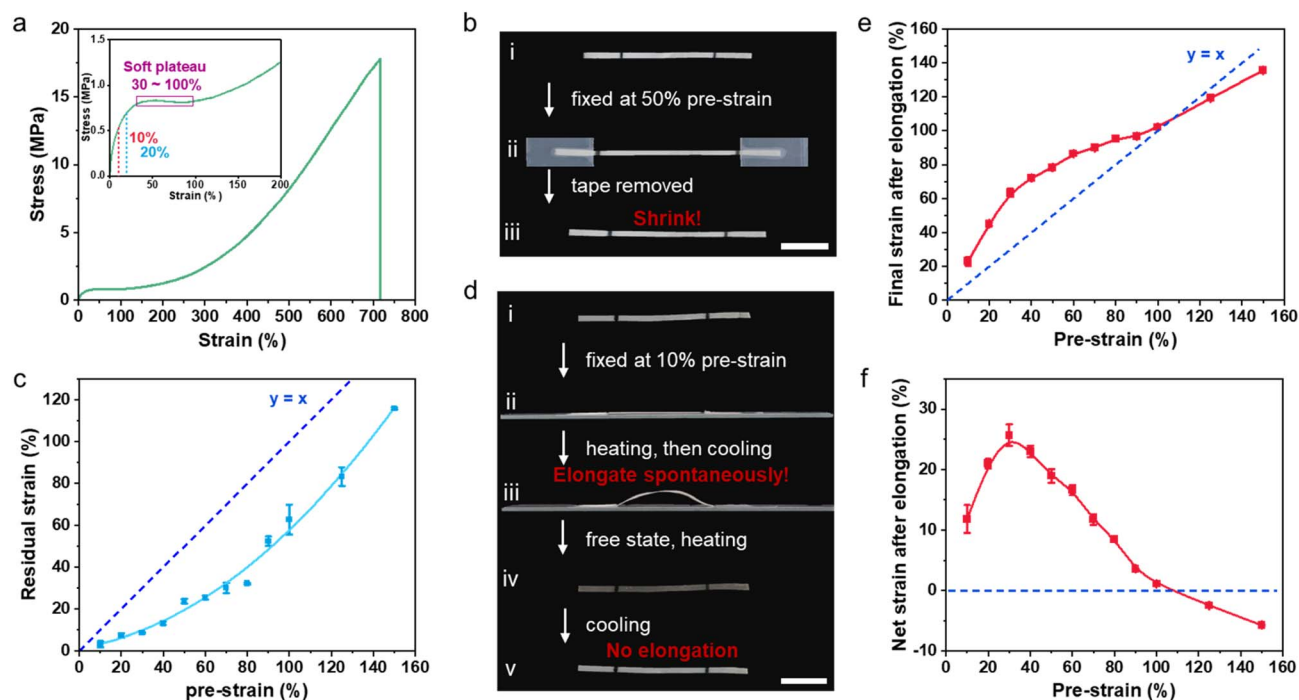 a
Stress (MPa)
20
15
10
5
0
0 100 200 300 400 500 600 700 800
Strain (%)
Stress (MPa)
1.5
1.0
0.5
0.0
0 50 100 150 200
Strain (%)
Soft plateau
30 ~ 100%
10%
20%
b
i
fixed at 50% pre-strain
ii
tape removed
Shrink!
iii
c
Residual strain (%)
120
100
80
60
40
20
0
0 20 40 60 80 100 120 140 160
pre-strain (%)
y = x
d
i
fixed at 10% pre-strain
ii
heating, then cooling
Elongate spontaneously!
iii
free state, heating
iv
cooling
No elongation
v
e
Final strain after elongation (%)
160
140
120
100
80
60
40
20
0
0 20 40 60 80 100 120 140 160
Pre-strain (%)
y = x
f
Net strain after elongation (%)
30
20
10
0
-10
0 20 40 60 80 100 120 140 160
Pre-strain (%)